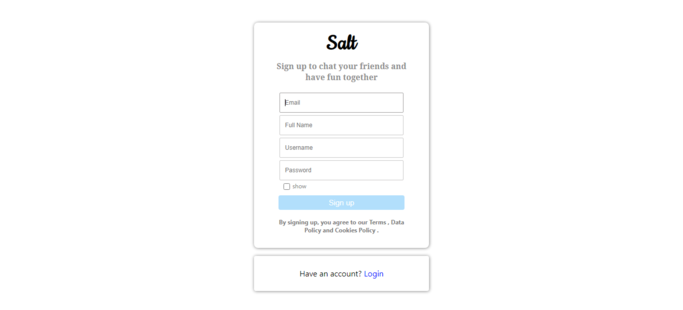 Salt
Sign up to chat your friends and
have fun together
Email
Full Name
Username
Password
show
Sign up
By signing up, you agree to our Terms , Data
Policy and Cookies Policy .
Have an account? Login